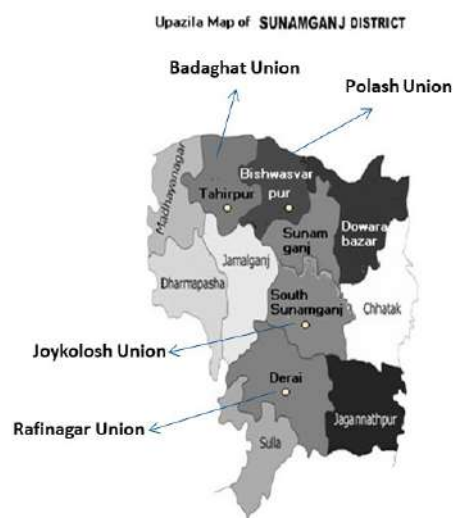 Upazila Map of SUNAMGANJ DISTRICT
Badaghat Union
Polash Union
Madhayanagar
Tahirpur
Bishwasvar
pur
Sunam
ganj
Dowara
bazar
Dharmapasha
Jamalganj
South
Sunamganj
Chhatak
Joykolosh Union
Derai
Jagannathpur
Rafinagar Union
Sulla